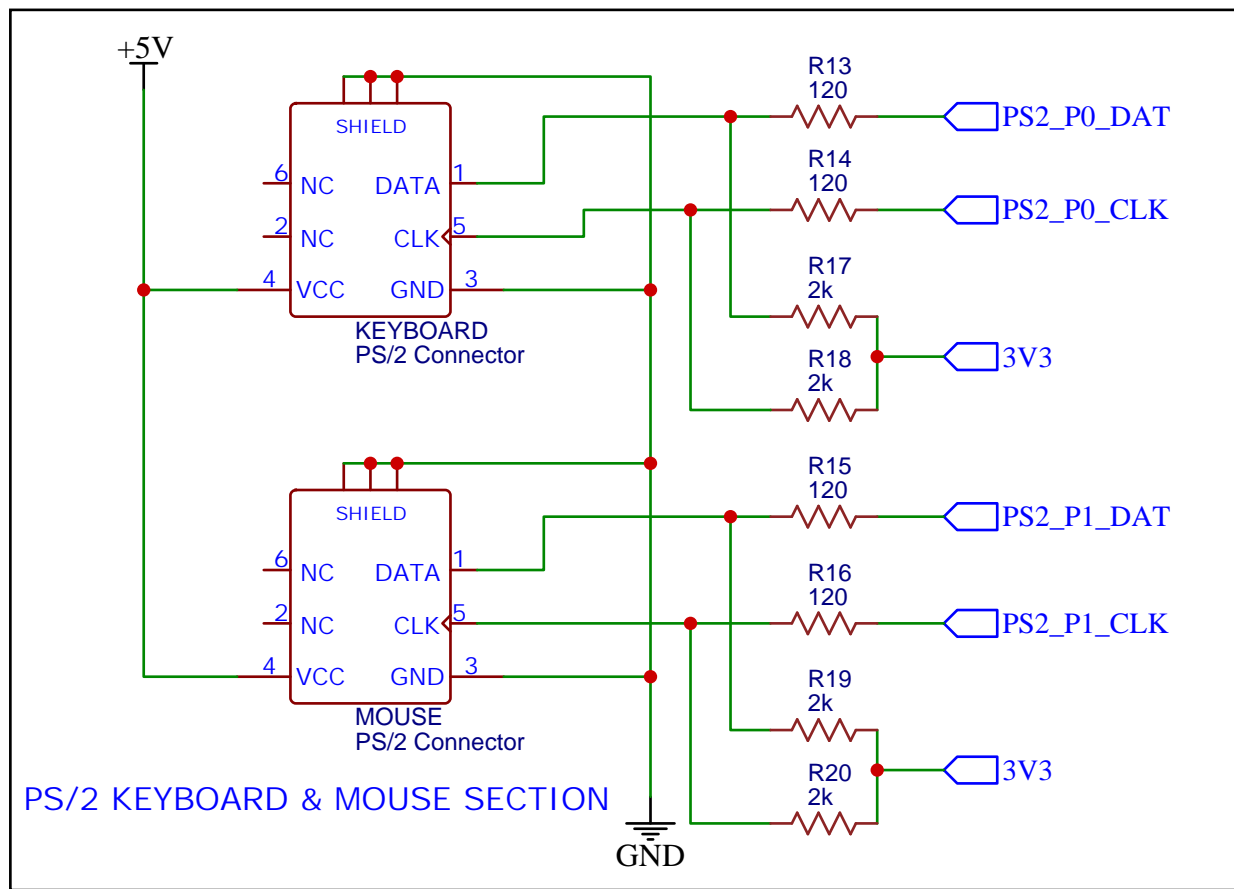 +5V
SHIELD
6 NC DATA 1
2 NC CLK 5
4 VCC GND 3
KEYBOARD
PS/2 Connector
R13
120
PS2_P0_DAT
R14
120
PS2_P0_CLK
R17
2k
R18
2k
3V3
SHIELD
6 NC DATA 1
2 NC CLK 5
4 VCC GND 3
MOUSE
PS/2 Connector
R15
120
PS2_P1_DAT
R16
120
PS2_P1_CLK
R19
2k
R20
2k
3V3
PS/2 KEYBOARD & MOUSE SECTION
GND